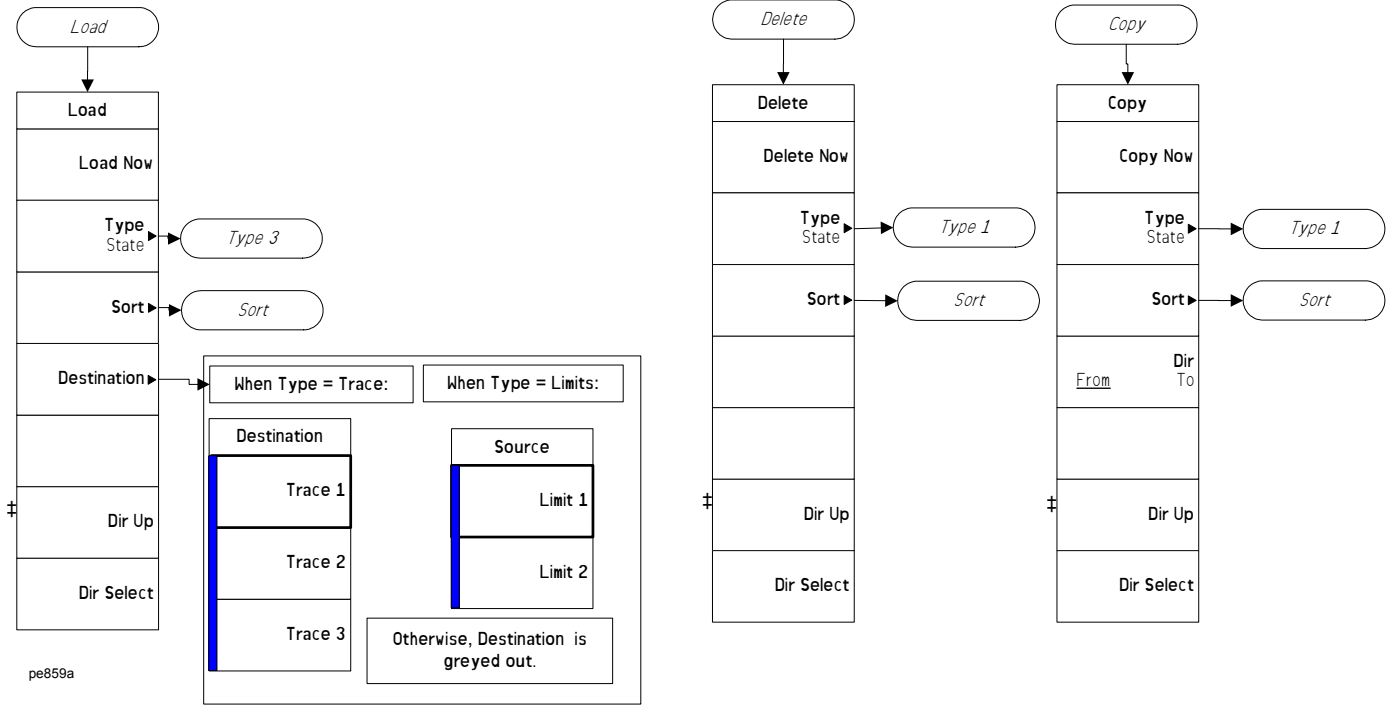 Load
Load
Load Now
Type
State
Type 3
Sort
Sort
Destination
‡
Dir Up
Dir Select
pe859a
When Type = Trace:
When Type = Limits:
Destination
Trace 1
Trace 2
Trace 3
Source
Limit 1
Limit 2
Otherwise, Destination is
greyed out.
Delete
Delete
Delete Now
Type
State
Type 1
Sort
Sort
‡
Dir Up
Dir Select
Copy
Copy
Copy Now
Type
State
Type 1
Sort
Sort
Dir
From To
‡
Dir Up
Dir Select